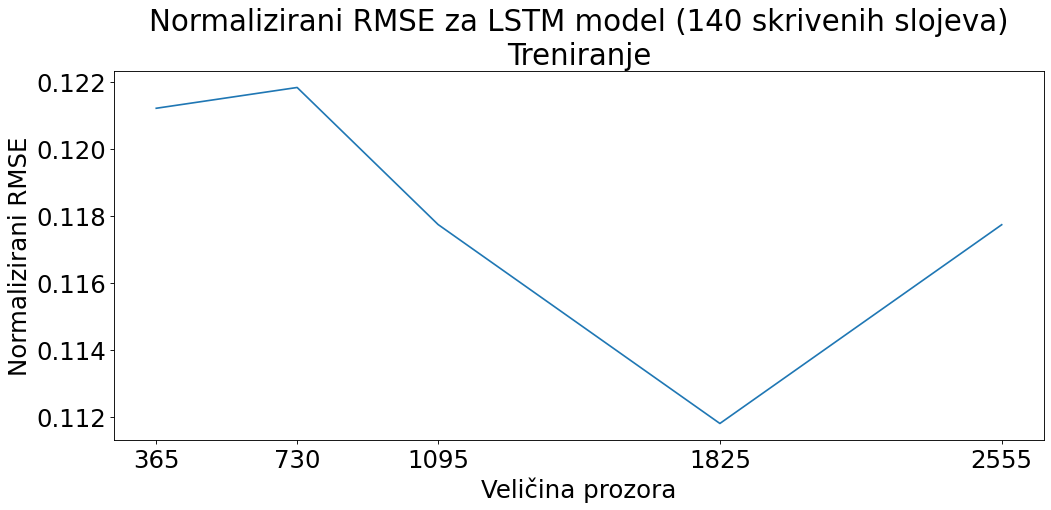 Normalizirani RMSE za LSTM model (140 skrivenih slojeva)
Treniranje
Normalizirani RMSE
0.122
0.120
0.118
0.116
0.114
0.112
365 730 1095 1825 2555
Veličina prozora